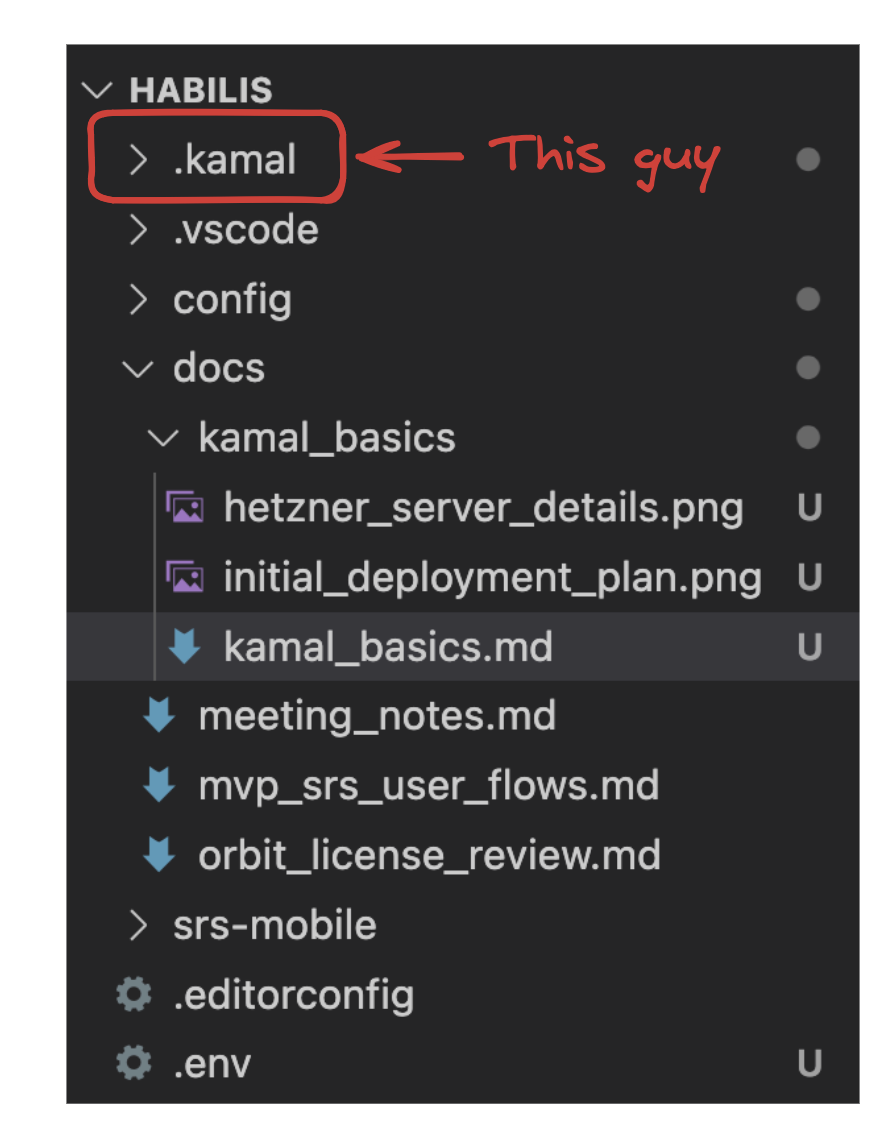 HABILIS
.kamal This guy
.vscode
config
docs
kamal_basics
hetzner_server_details.png U
initial_deployment_plan.png U
kamal_basics.md U
meeting_notes.md
mvp_srs_user_flows.md
orbit_license_review.md
srs-mobile
.editorconfig
.env U